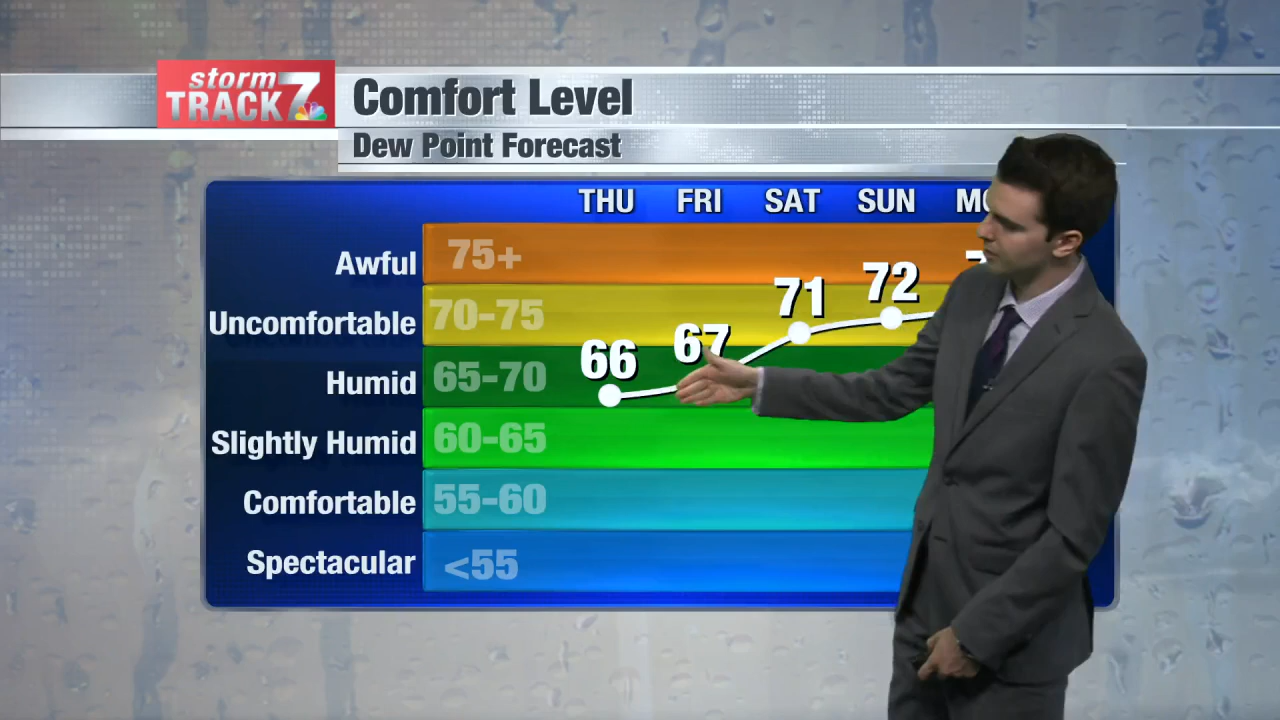 storm
TRACK 7
Comfort Level
Dew Point Forecast
THU FRI SAT SUN
Awful 75+
Uncomfortable 70-75
Humid 65-70
Slightly Humid 60-65
Comfortable 55-60
Spectacular <55
66 67 71 72